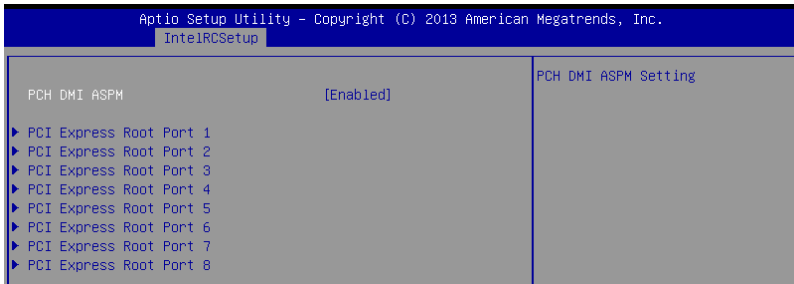 Aptio Setup Utility – Copyright (C) 2013 American Megatrends, Inc.
IntelRCSetup
PCH DMI ASPM [Enabled]
PCH DMI ASPM Setting
PCI Express Root Port 1
PCI Express Root Port 2
PCI Express Root Port 3
PCI Express Root Port 4
PCI Express Root Port 5
PCI Express Root Port 6
PCI Express Root Port 7
PCI Express Root Port 8